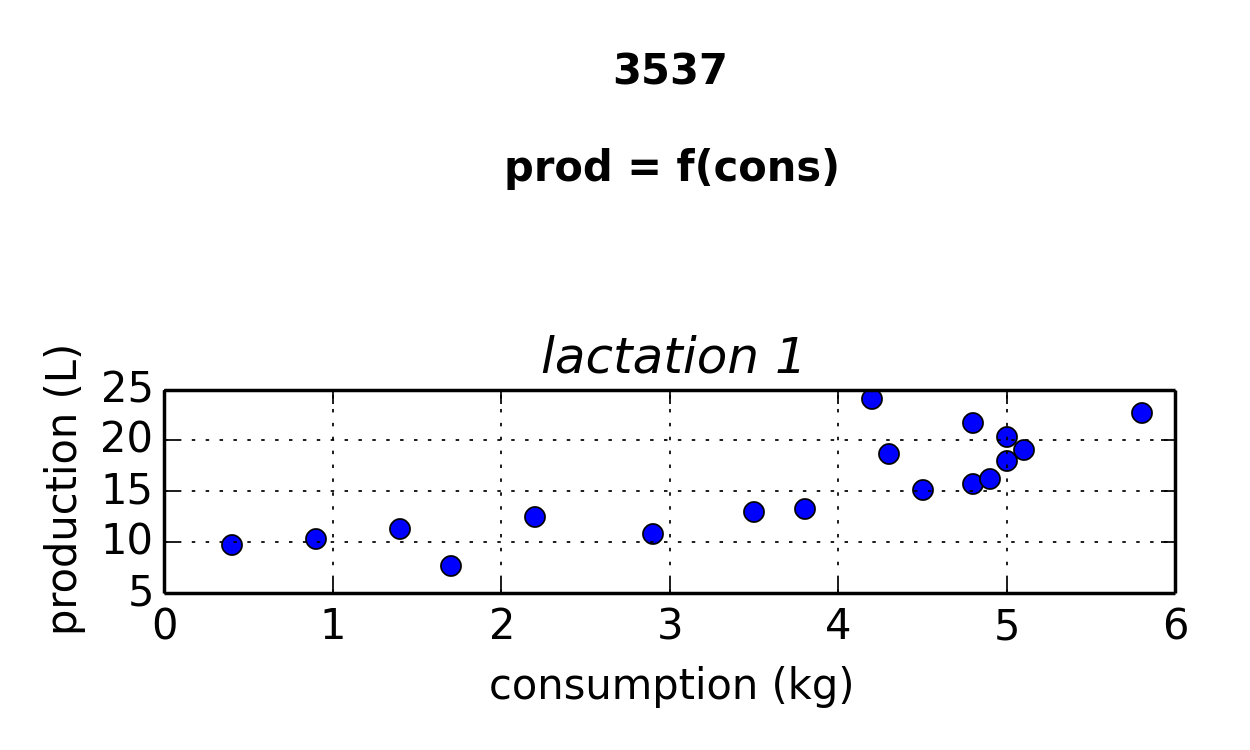 3537
prod = f(cons)
lactation 1
production (L)
25
20
15
10
5
0 1 2 3 4 5 6
consumption (kg)